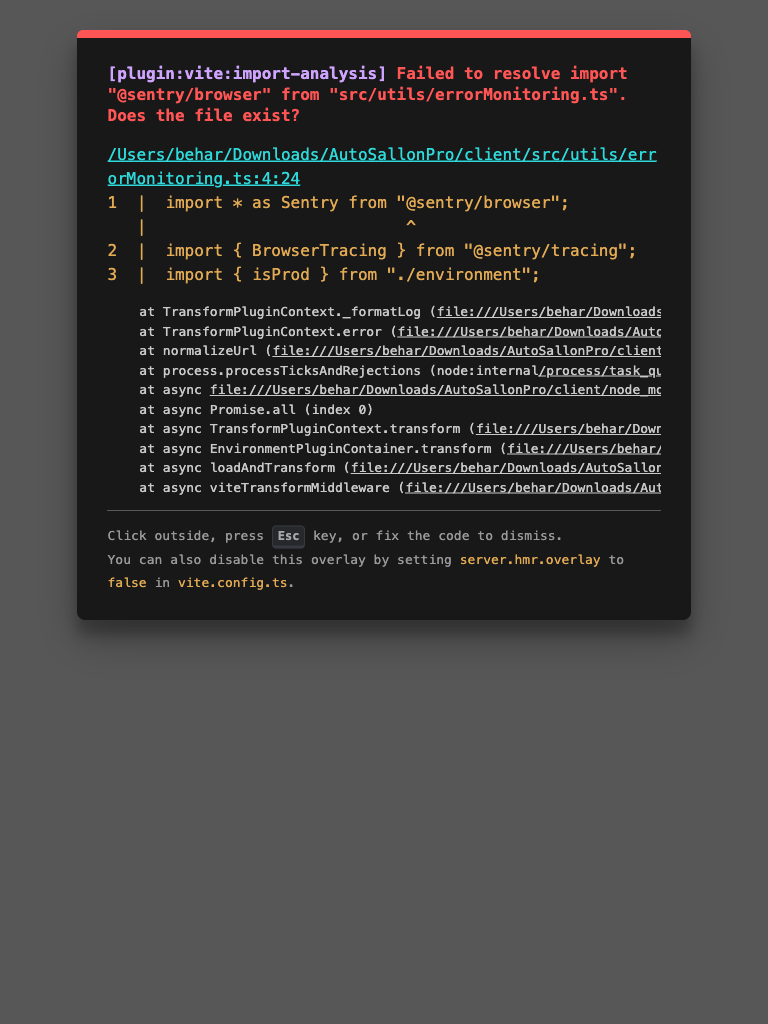 [plugin:vite:import-analysis] Failed to resolve import
"@sentry/browser" from "src/utils/errorMonitoring.ts".
Does the file exist?
/Users/behar/Downloads/AutoSallonPro/client/src/utils/err
orMonitoring.ts:4:24
1  |  import * as Sentry from "@sentry/browser";
   |                           ^
2  |  import { BrowserTracing } from "@sentry/tracing";
3  |  import { isProd } from "./environment";
at TransformPluginContext._formatLog (file:///Users/behar/Downloads
at TransformPluginContext.error (file:///Users/behar/Downloads/Auto
at normalizeUrl (file:///Users/behar/Downloads/AutoSallonPro/client
at process.processTicksAndRejections (node:internal/process/task_qu
at async file:///Users/behar/Downloads/AutoSallonPro/client/node_mo
at async Promise.all (index 0)
at async TransformPluginContext.transform (file:///Users/behar/Down
at async EnvironmentPluginContainer.transform (file:///Users/behar/
at async loadAndTransform (file:///Users/behar/Downloads/AutoSallon
at async viteTransformMiddleware (file:///Users/behar/Downloads/Aut
Click outside, press Esc key, or fix the code to dismiss.
You can also disable this overlay by setting server.hmr.overlay to
false in vite.config.ts.